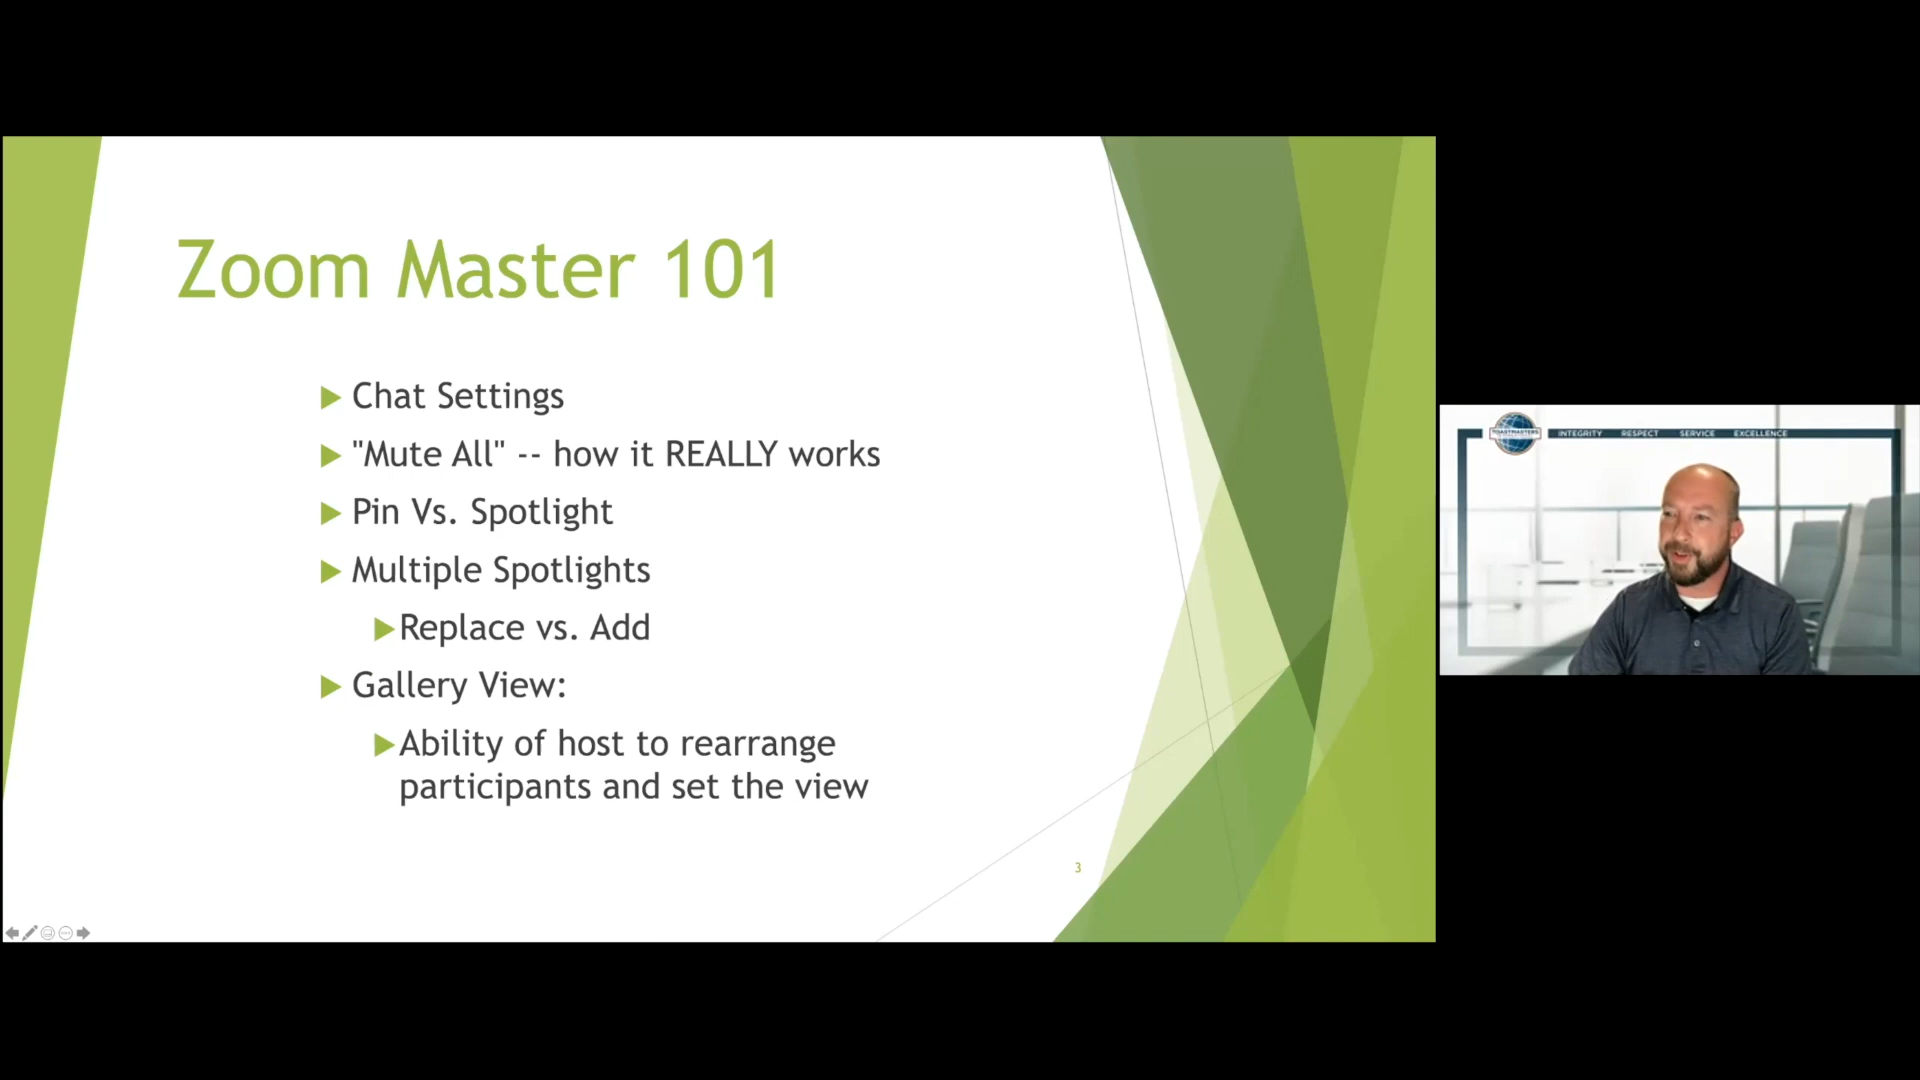 Zoom Master 101
Chat Settings
"Mute All" -- how it REALLY works
Pin Vs. Spotlight
Multiple Spotlights
Replace vs. Add
Gallery View:
Ability of host to rearrange
participants and set the view
3
TOASTMASTERS
INTEGRITY RESPECT SERVICE EXCELLENCE